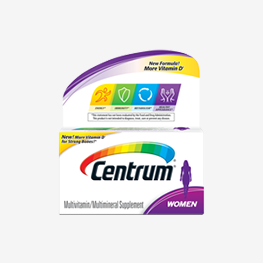 New Formula!
More Vitamin D†
ENERGY*
IMMUNITY*
METABOLISM*
New! More Vitamin D†
for Strong Bones*
Centrum®
Multivitamin/Multimineral Supplement
WOMEN